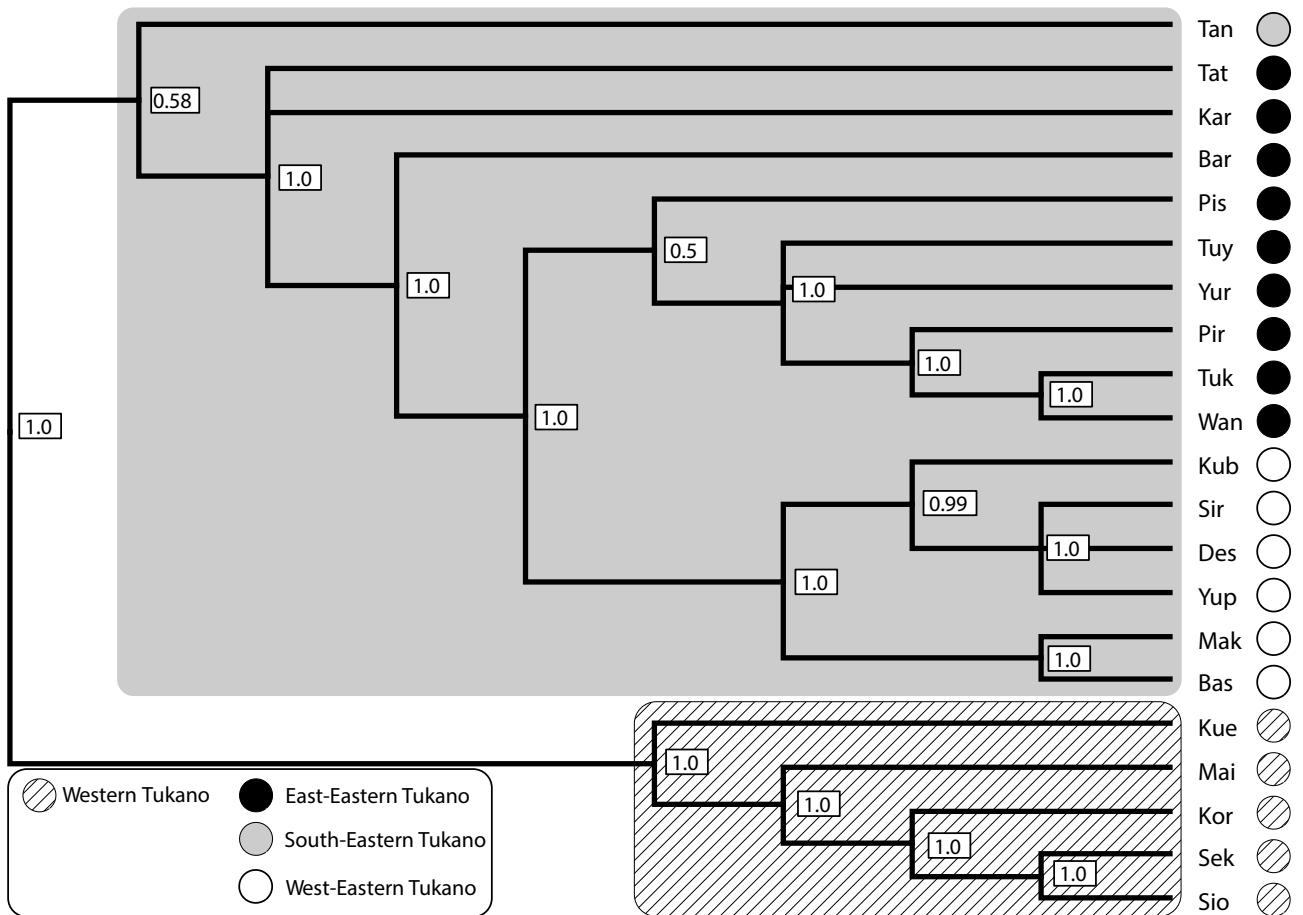 Tan
Tat
0.58
Kar
Bar
1.0
Pis
Tuy
0.5
1.0
Yur
1.0
Pir
1.0
Tuk
1.0
Wan
1.0
1.0
Kub
0.99
Sir
1.0
Des
1.0
Yup
Mak
1.0
Bas
Kue
1.0
Mai
Western Tukano
East-Eastern Tukano
1.0
Kor
South-Eastern Tukano
1.0
Sek
1.0
West-Eastern Tukano
Sio